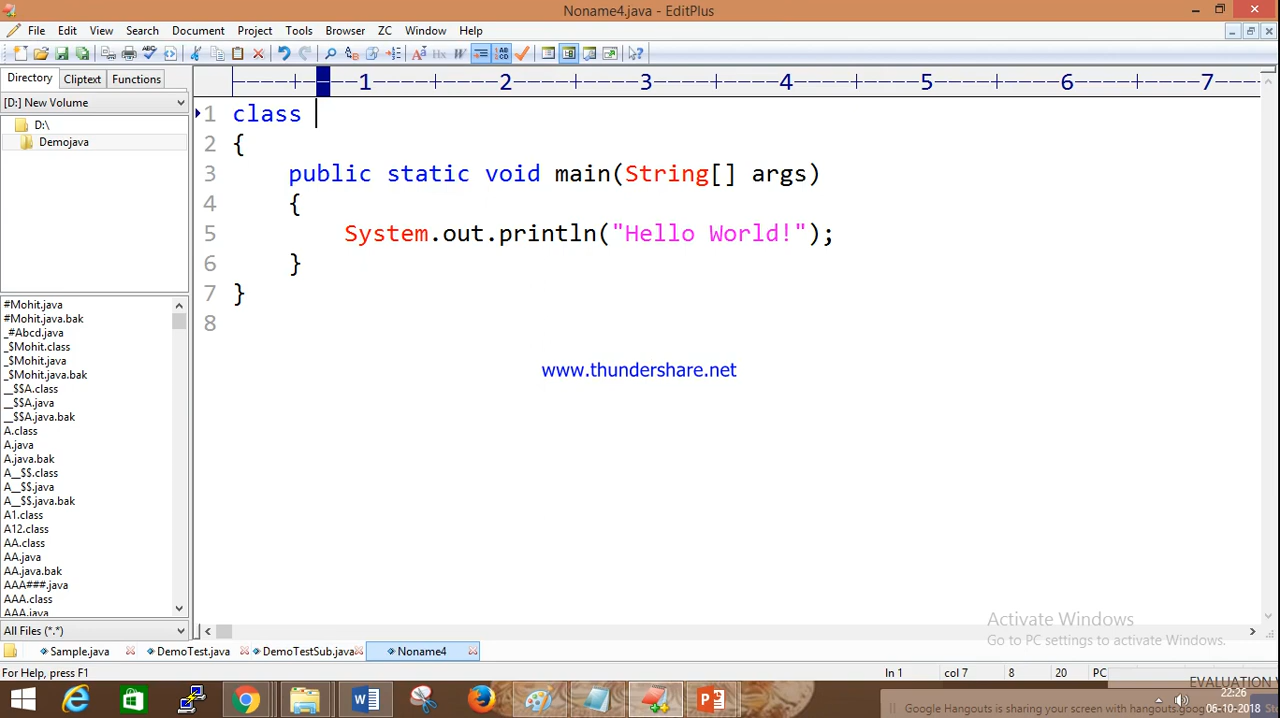 Noname4.java - EditPlus
File Edit View Search Document Project Tools Browser ZC Window Help
Directory Cliptext Functions
[D:] New Volume
D:\
Demojava
1 2 3 4 5 6 7
1 class
2 {
3 public static void main(String[] args)
4 {
5 System.out.println("Hello World!");
6 }
7 }
8
www.thundershare.net
#Mohit.java
#Mohit.java.bak
_#Abcd.java
_$Mohit.class
_$Mohit.java
_$Mohit.java.bak
__$$A.class
__$$A.java
__$$A.java.bak
A.class
A.java
A.java.bak
A__$$.class
A__$$.java
A__$$.java.bak
A1.class
A12.class
AA.class
AA.java
AA.java.bak
AAA###.java
AAA.class
AAA.java
All Files (*.*)
Activate Windows
Go to PC settings to activate Windows.
Sample.java DemoTest.java DemoTestSub.java Noname4
For Help, press F1 ln 1 col 7 8 20 PC
EVALUATION
22:26
Google Hangouts is sharing your screen with hangouts.goog
06-10-2018